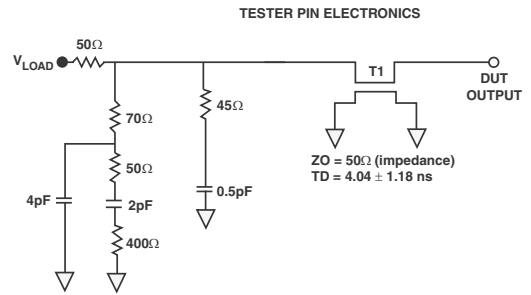 TESTER PIN ELECTRONICS
50Ω
VLOAD
T1
DUT
OUTPUT
70Ω
45Ω
50Ω
4pF
2pF
0.5pF
400Ω
ZO = 50Ω (impedance)
TD = 4.04 ± 1.18 ns